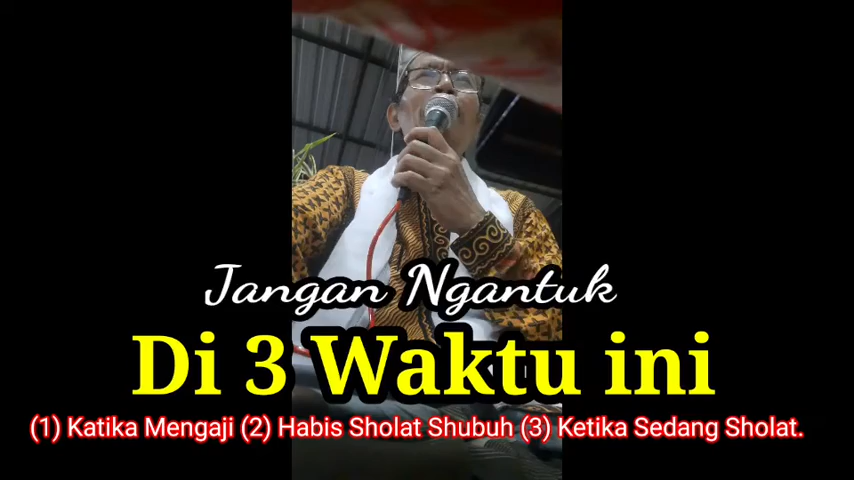 Jangan Ngantuk
Di 3 Waktu ini
(1) Katika Mengaji (2) Habis Sholat Shubuh (3) Ketika Sedang Sholat.